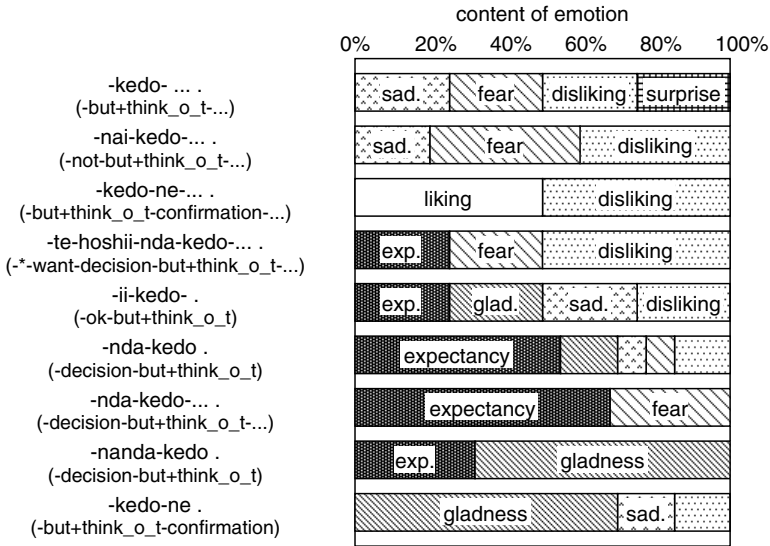 content of emotion
0% 20% 40% 60% 80% 100%
-kedo- ... .
(-but+think_o_t-...)
sad. fear disliking surprise
-nai-kedo-... .
(-not-but+think_o_t-...)
sad. fear disliking
-kedo-ne-... .
(-but+think_o_t-confirmation-...)
liking disliking
-te-hoshii-nda-kedo-... .
(-*-want-decision-but+think_o_t-...)
exp. fear disliking
-ii-kedo- .
(-ok-but+think_o_t)
exp. glad. sad. disliking
-nda-kedo .
(-decision-but+think_o_t)
expectancy
-nda-kedo-... .
(-decision-but+think_o_t-...)
expectancy fear
-nanda-kedo .
(-decision-but+think_o_t)
exp. gladness
-kedo-ne .
(-but+think_o_t-confirmation)
gladness sad.